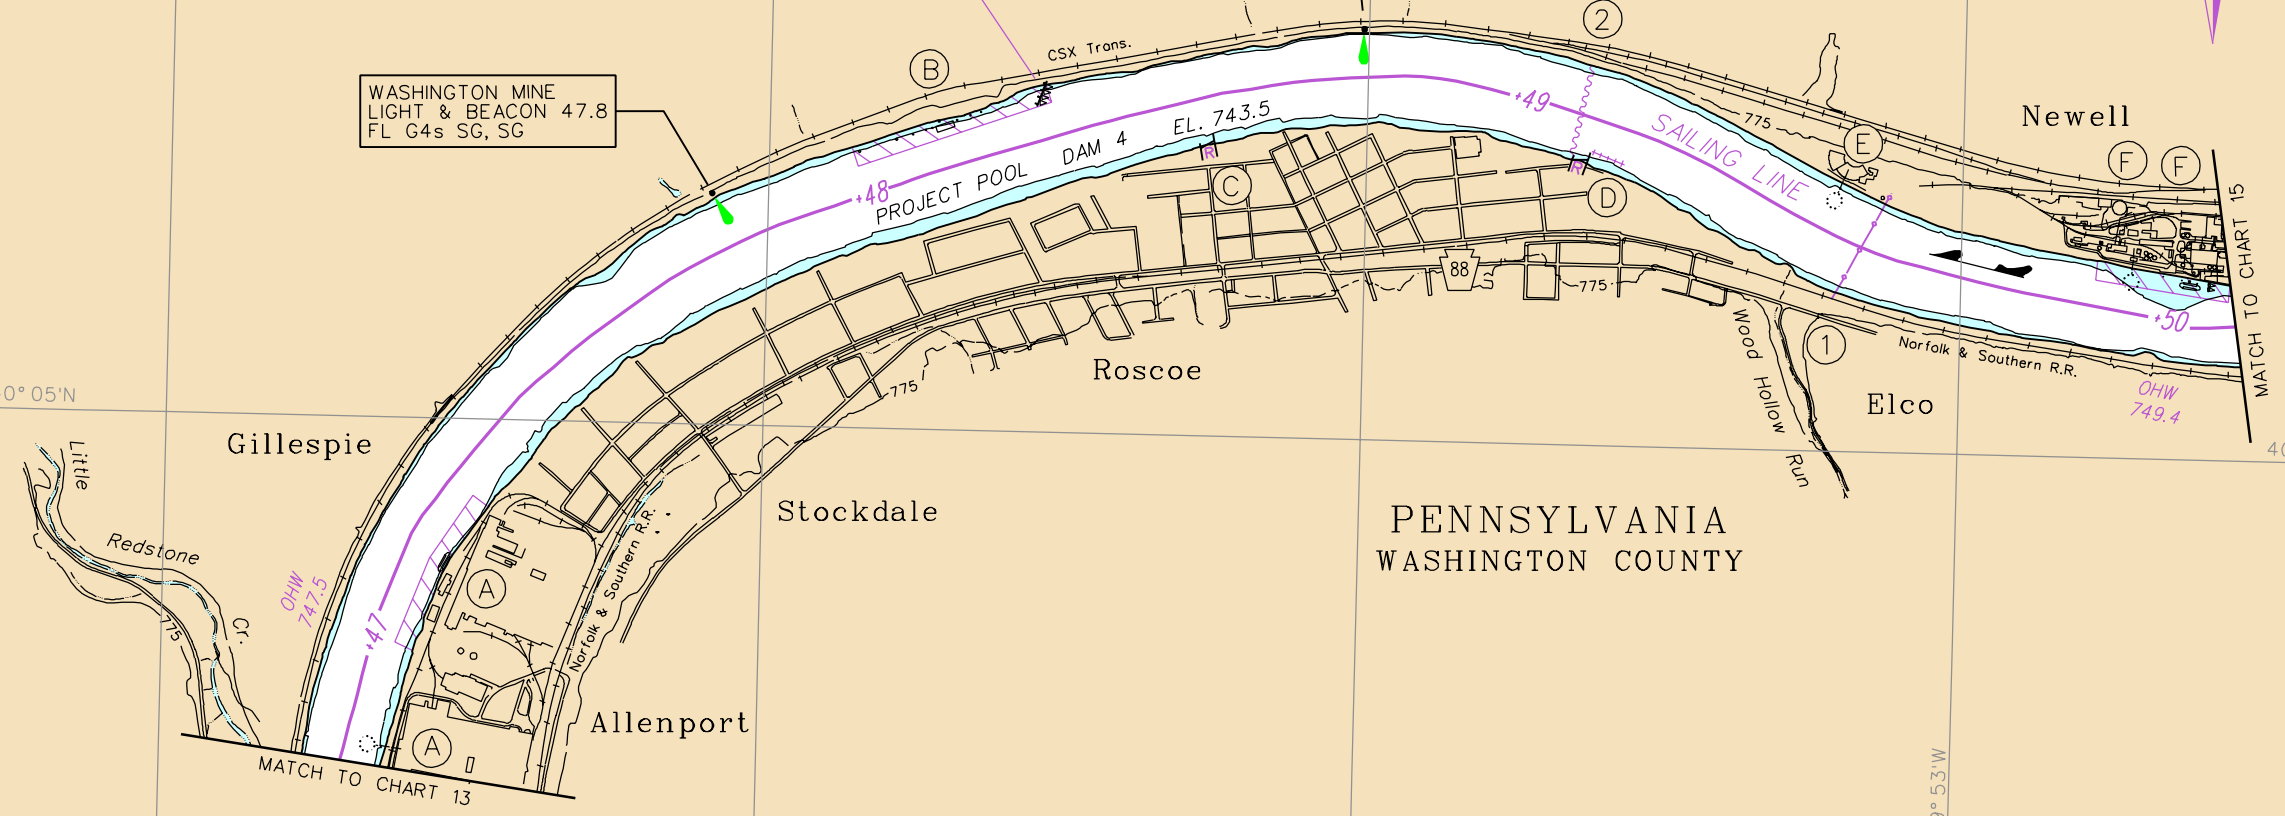 2
CSX Trans.
B
WASHINGTON MINE
LIGHT & BEACON 47.8
FL G4s SG, SG
+49
775
Newell
SAILING LINE
E
F
F
EL. 743.5
DAM 4
PROJECT POOL
+48
R
C
R
D
MATCH TO CHART 15
88
775
+50
Wood Hollow Run
1
Norfolk & Southern R.R.
Roscoe
775
OHW
749.4
Elco
0° 05'N
Gillespie
40
Little
Redstone
Cr.
775
Stockdale
PENNSYLVANIA
WASHINGTON COUNTY
OHW
747.5
+47
A
Norfolk & Southern R.R.
Allenport
A
MATCH TO CHART 13
9° 53'W